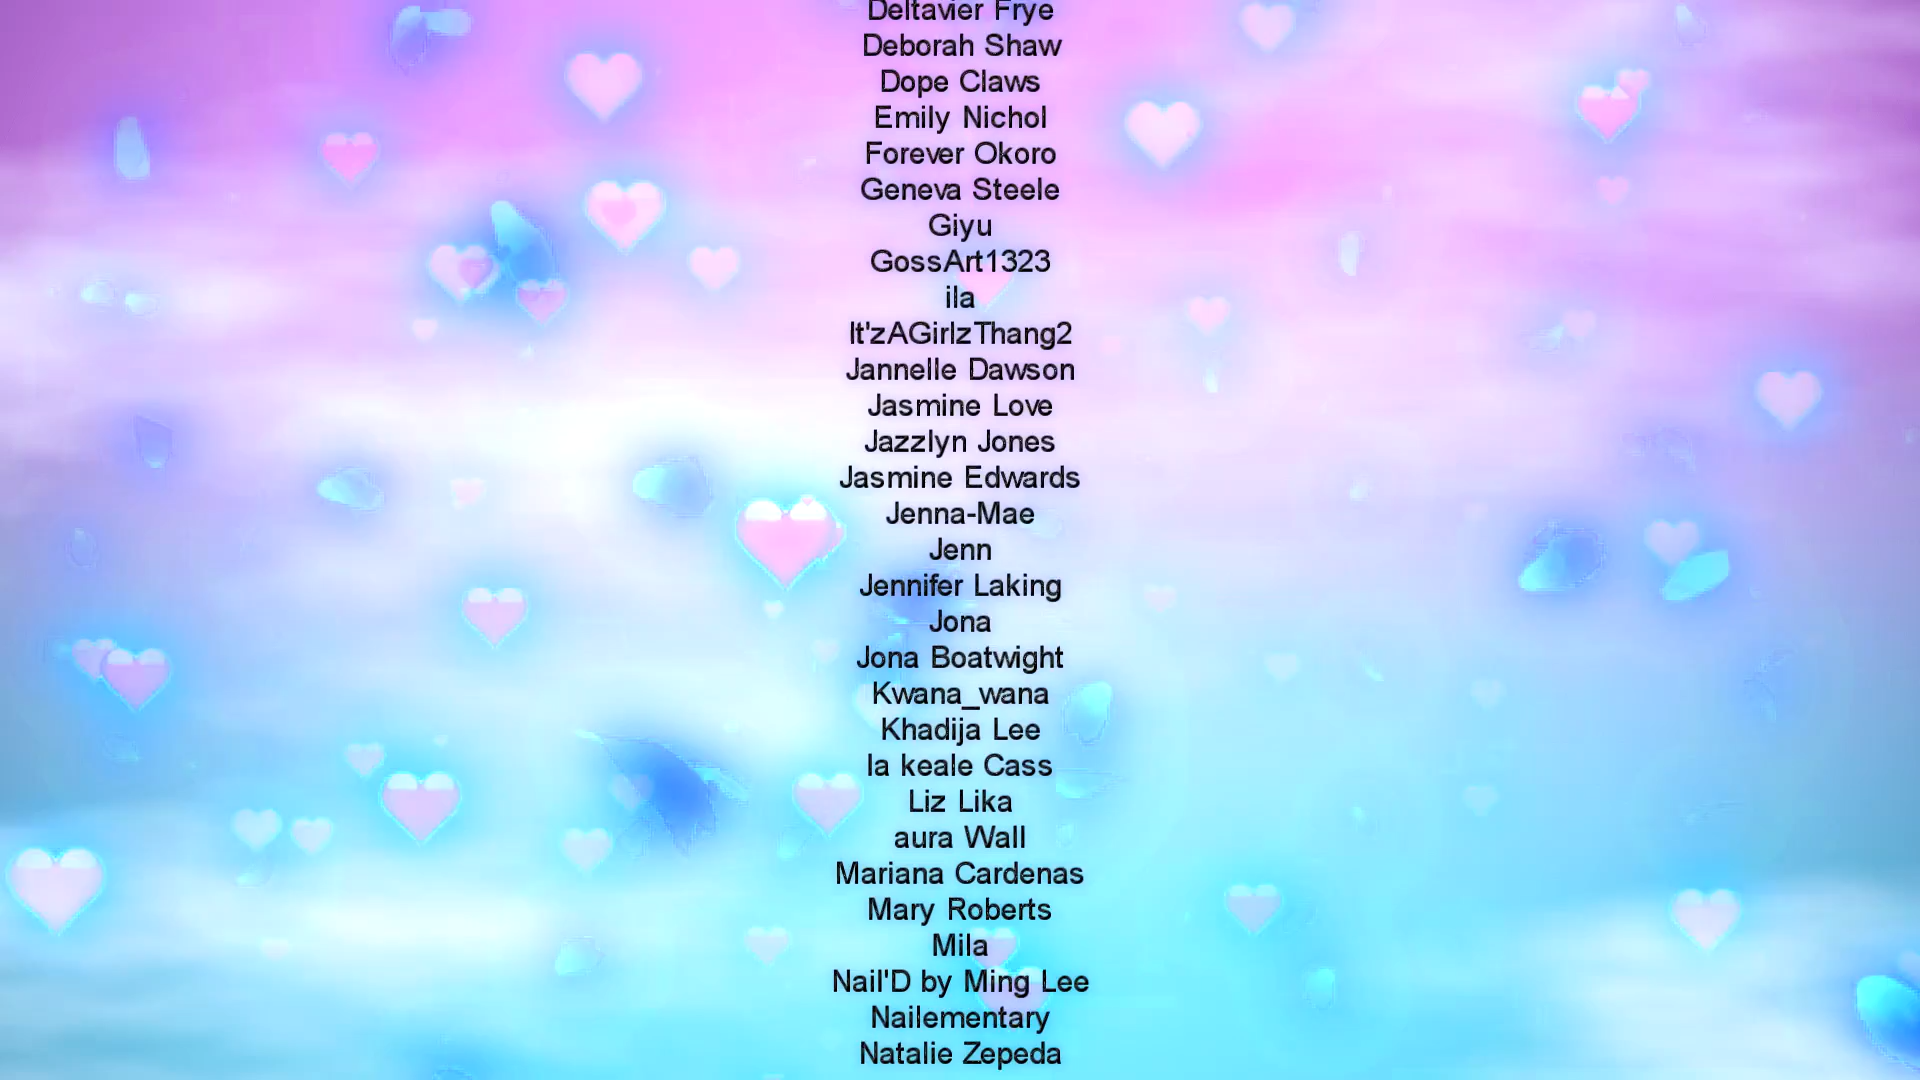 Deltavier Frye
Deborah Shaw
Dope Claws
Emily Nichol
Forever Okoro
Geneva Steele
Giyu
GossArt1323
ila
It'zAGirlzThang2
Jannelle Dawson
Jasmine Love
Jazzlyn Jones
Jasmine Edwards
Jenna-Mae
Jenn
Jennifer Laking
Jona
Jona Boatwight
Kwana_wana
Khadija Lee
la keale Cass
Liz Lika
aura Wall
Mariana Cardenas
Mary Roberts
Mila
Nail'D by Ming Lee
Nailementary
Natalie Zepeda